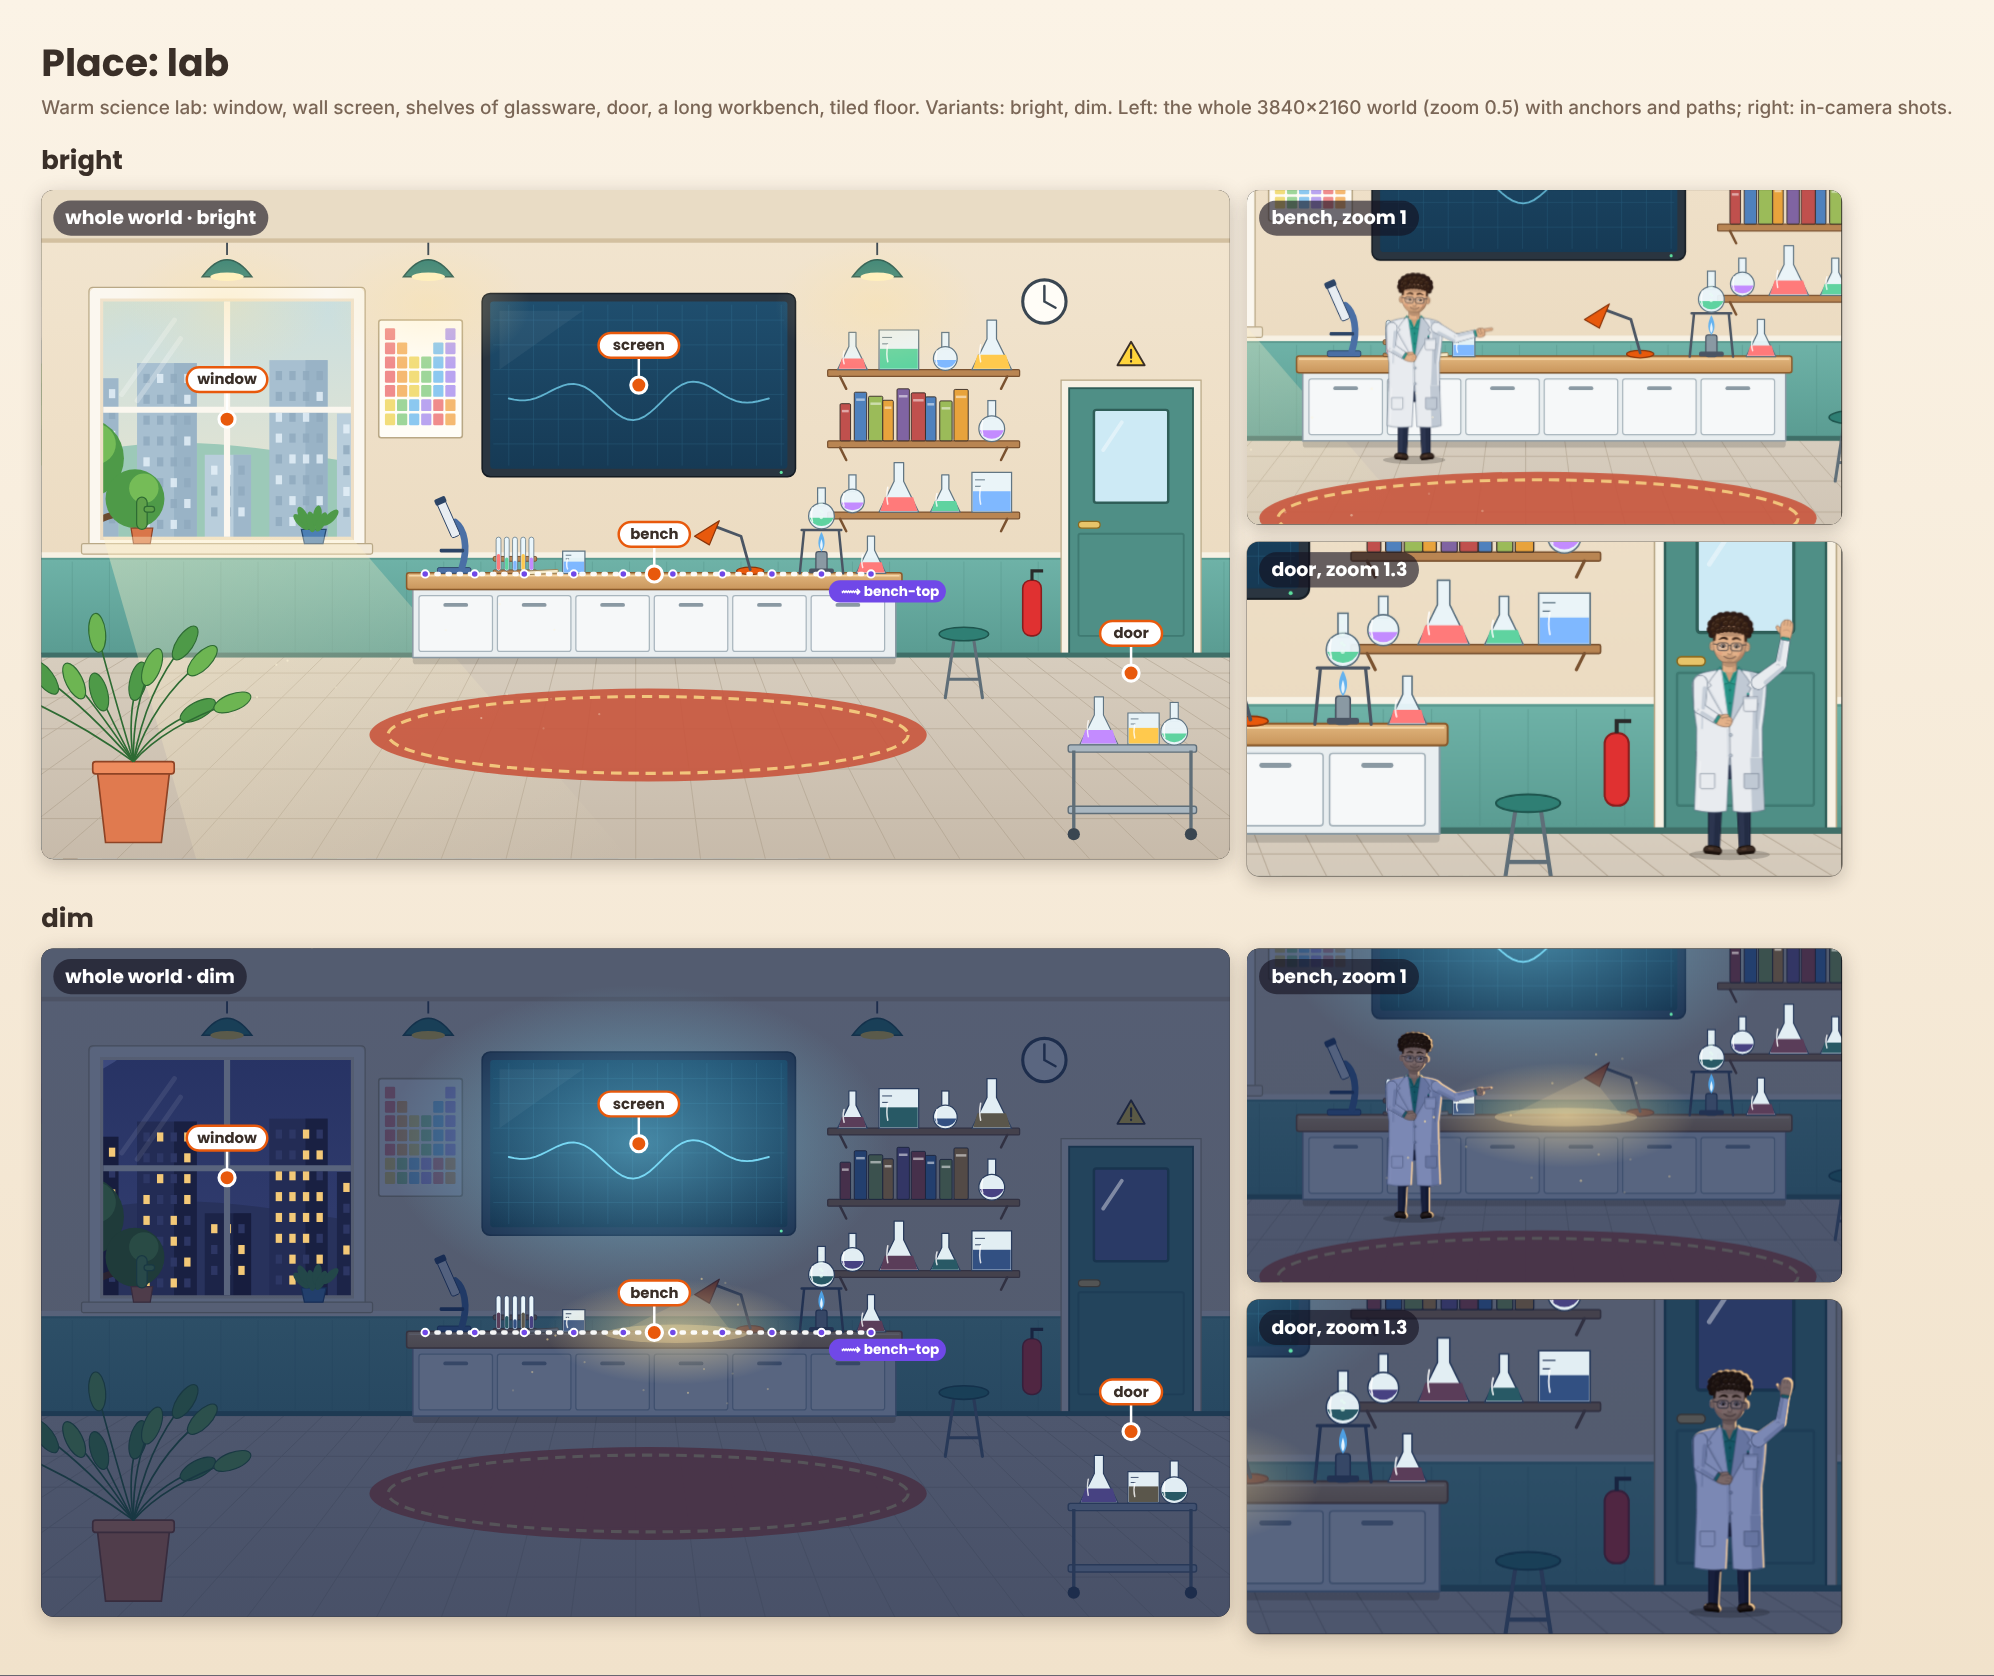 Place: lab
Warm science lab: window, wall screen, shelves of glassware, door, a long workbench, tiled floor. Variants: bright, dim. Left: the whole 3840×2160 world (zoom 0.5) with anchors and paths; right: in-camera shots.
bright
whole world · bright
window
screen
bench
⟿ bench-top
door
bench, zoom 1
door, zoom 1.3
dim
whole world · dim
window
screen
bench
⟿ bench-top
door
bench, zoom 1
door, zoom 1.3